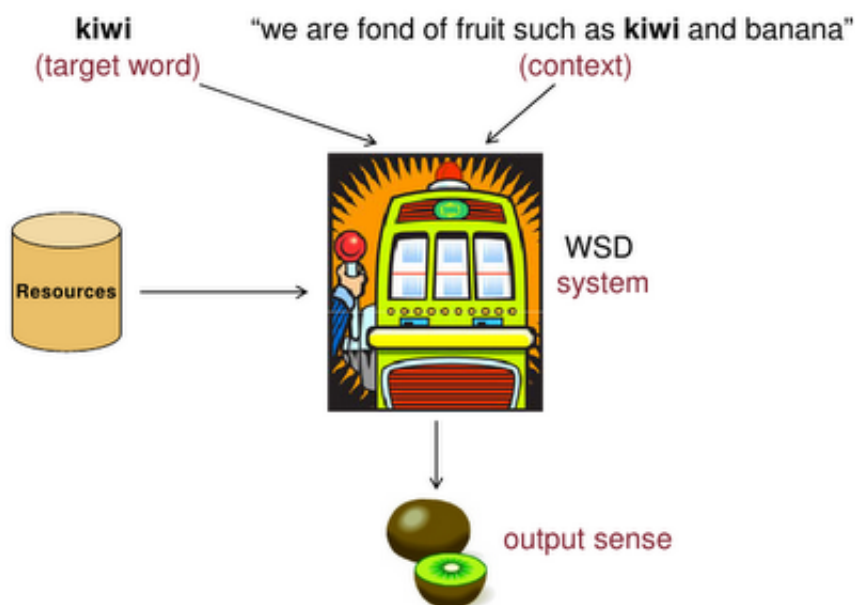 kiwi
(target word)
“we are fond of fruit such as kiwi and banana”
(context)
Resources
WSD
system
output sense